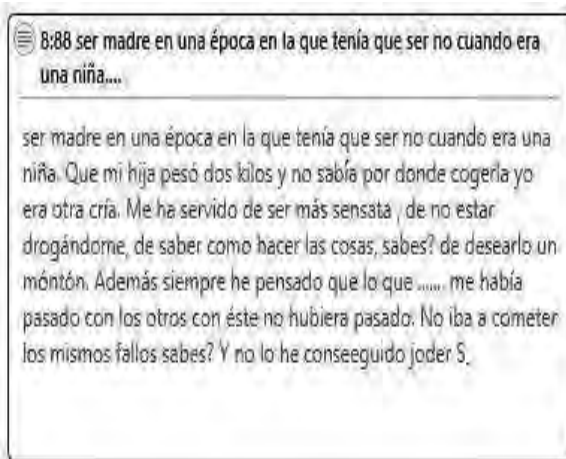 8:88 ser madre en una época en la que tenía que ser no cuando era
una niña....
ser madre en una época en la que tenía que ser no cuando era una
niña. Que mi hija pesó dos kilos y no sabía por donde cogerla yo
era otra cría. Me ha servido de ser más sensata , de no estar
drogándome, de saber como hacer las cosas, sabes? de desearlo un
móntón. Además siempre he pensado que lo que ...... me había
pasado con los otros con éste no hubiera pasado. No iba a cometer
los mismos fallos sabes? Y no lo he conseeguido joder S.